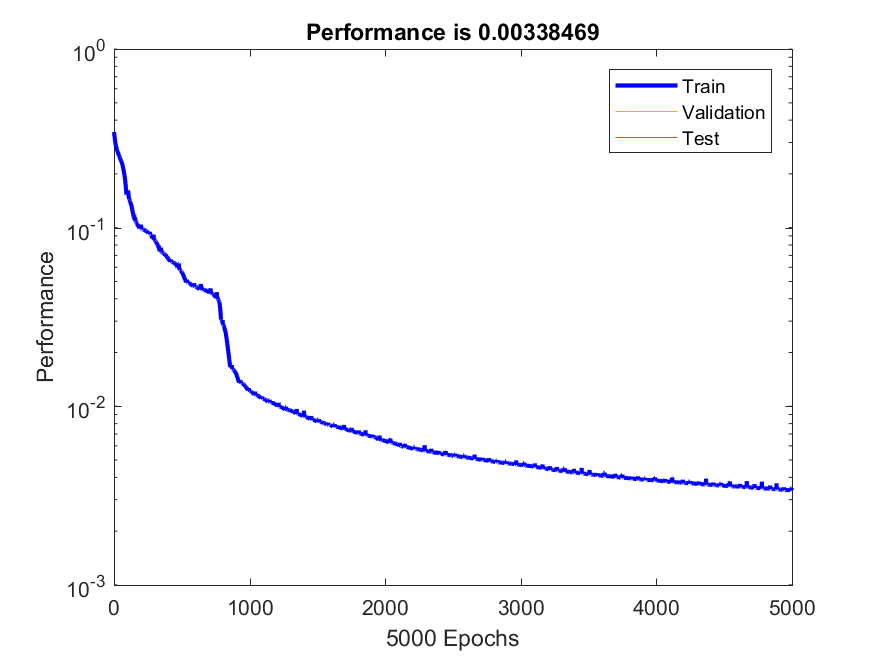 Performance is 0.00338469
10^0
Train
Validation
Test
10^-1
Performance
10^-2
10^-3
0 1000 2000 3000 4000 5000
5000 Epochs